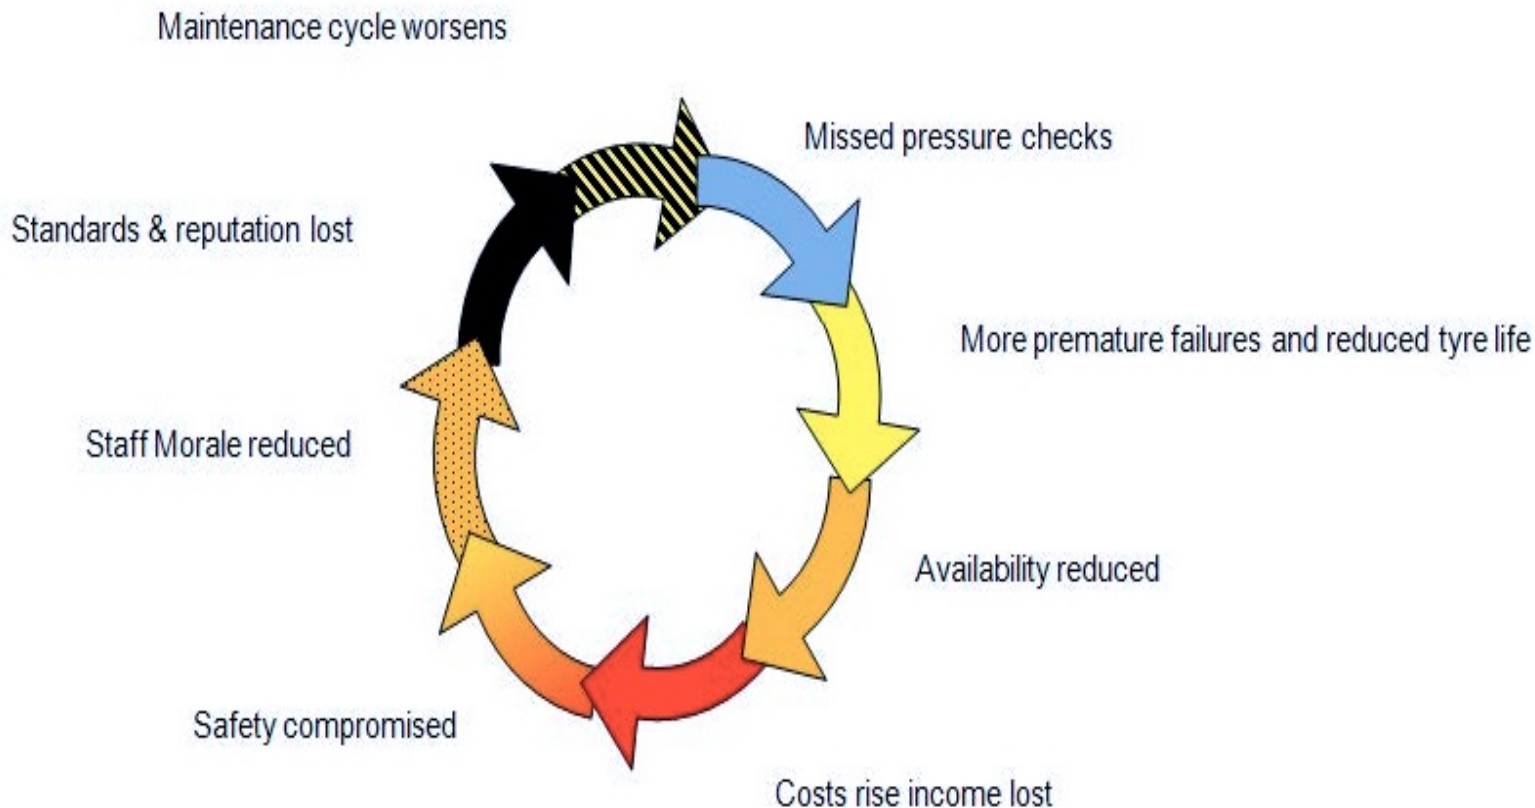 Maintenance cycle worsens
Missed pressure checks
Standards & reputation lost
More premature failures and reduced tyre life
Staff Morale reduced
Availability reduced
Safety compromised
Costs rise income lost